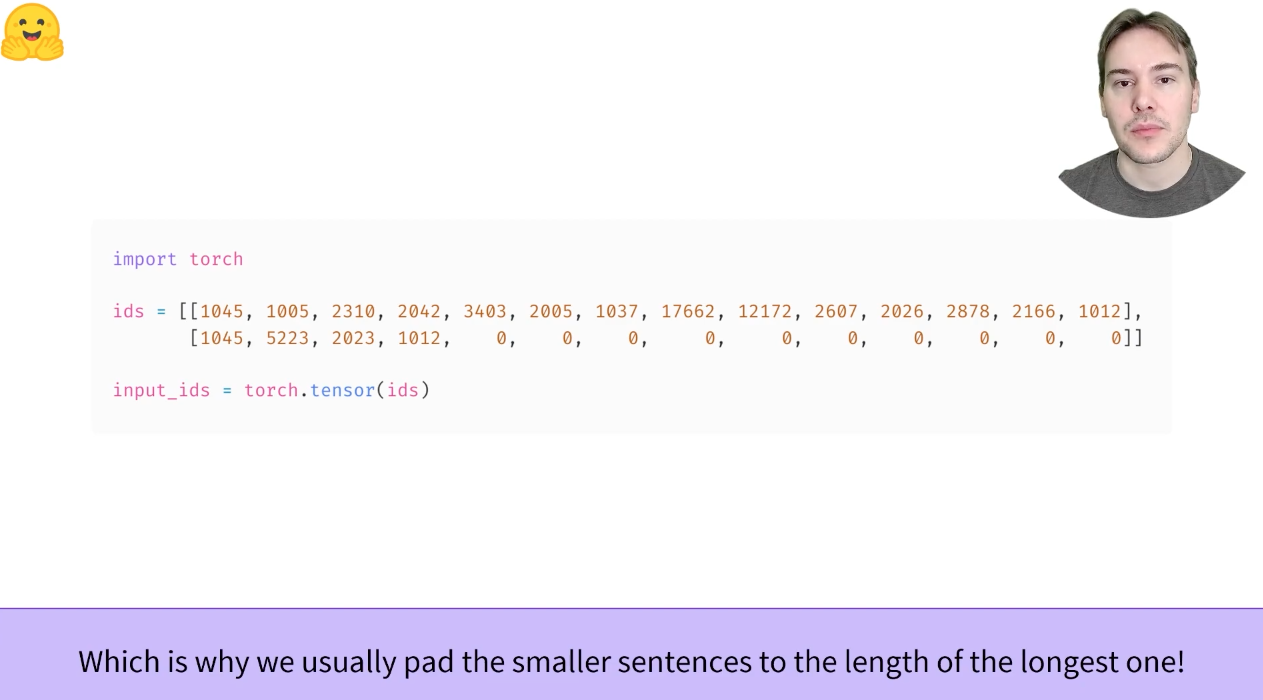 import torch
ids = [[1045, 1005, 2310, 2042, 3403, 2005, 1037, 17662, 12172, 2607, 2026, 2878, 2166, 1012],
[1045, 5223, 2023, 1012, 0, 0, 0, 0, 0, 0, 0, 0, 0, 0]]
input_ids = torch.tensor(ids)
Which is why we usually pad the smaller sentences to the length of the longest one!